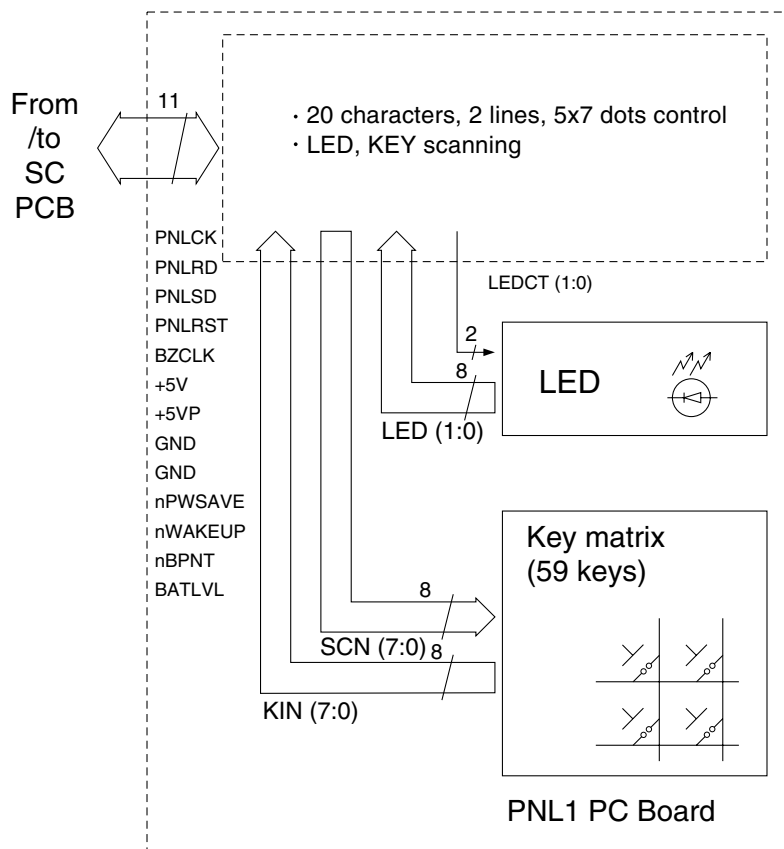 From
/to
SC
PCB
11
· 20 characters, 2 lines, 5x7 dots control
· LED, KEY scanning
PNLCK
PNLRD
PNLSD
PNLRST
BZCLK
+5V
+5VP
GND
GND
nPWSAVE
nWAKEUP
nBPNT
BATLVL
LEDCT (1:0)
2
8
LED (1:0)
LED
8
SCN (7:0)
8
KIN (7:0)
Key matrix
(59 keys)
PNL1 PC Board